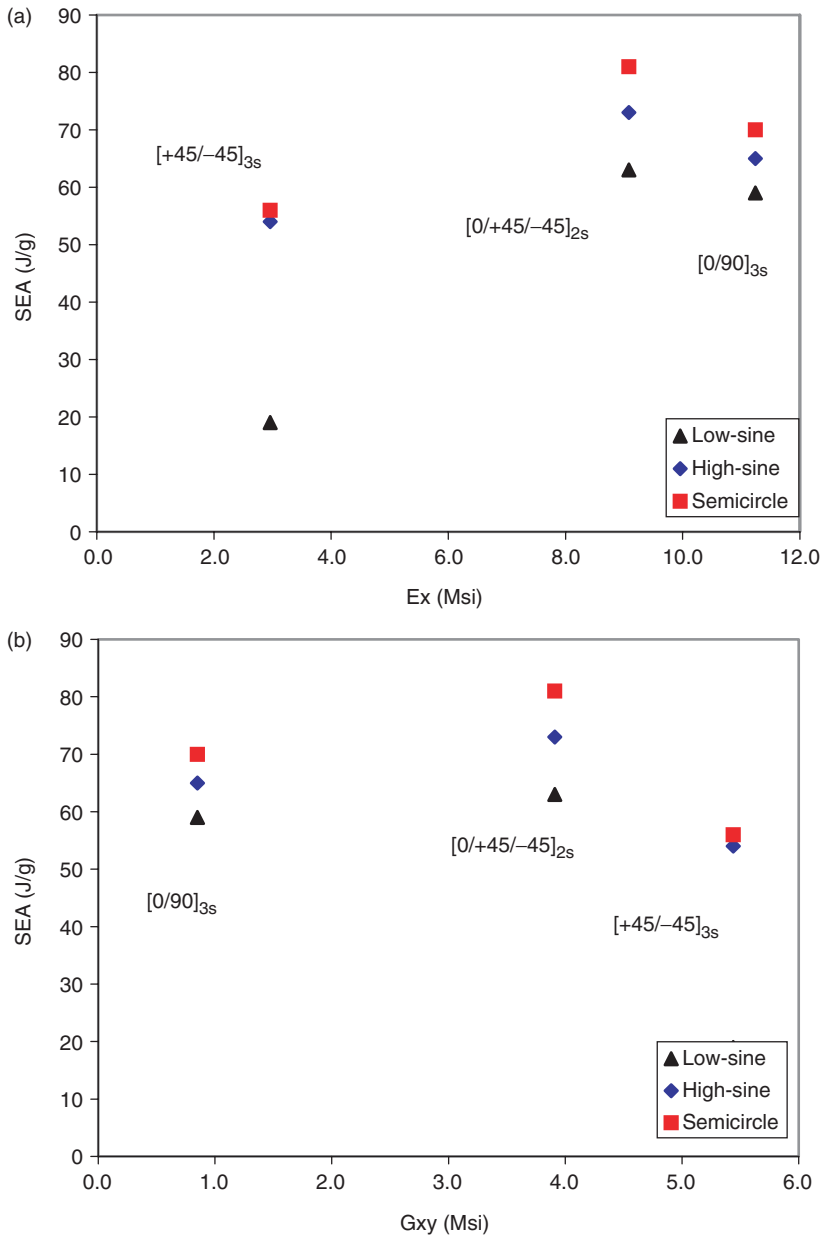 (a)
90
80
70
60
50
40
30
20
10
0
SEA (J/g)
[+45/−45]3s
[0/+45/−45]2s
[0/90]3s
Low-sine
High-sine
Semicircle
0.0 2.0 4.0 6.0 8.0 10.0 12.0
Ex (Msi)
(b)
90
80
70
60
50
40
30
20
10
0
SEA (J/g)
[0/90]3s
[0/+45/−45]2s
[+45/−45]3s
Low-sine
High-sine
Semicircle
0.0 1.0 2.0 3.0 4.0 5.0 6.0
Gxy (Msi)